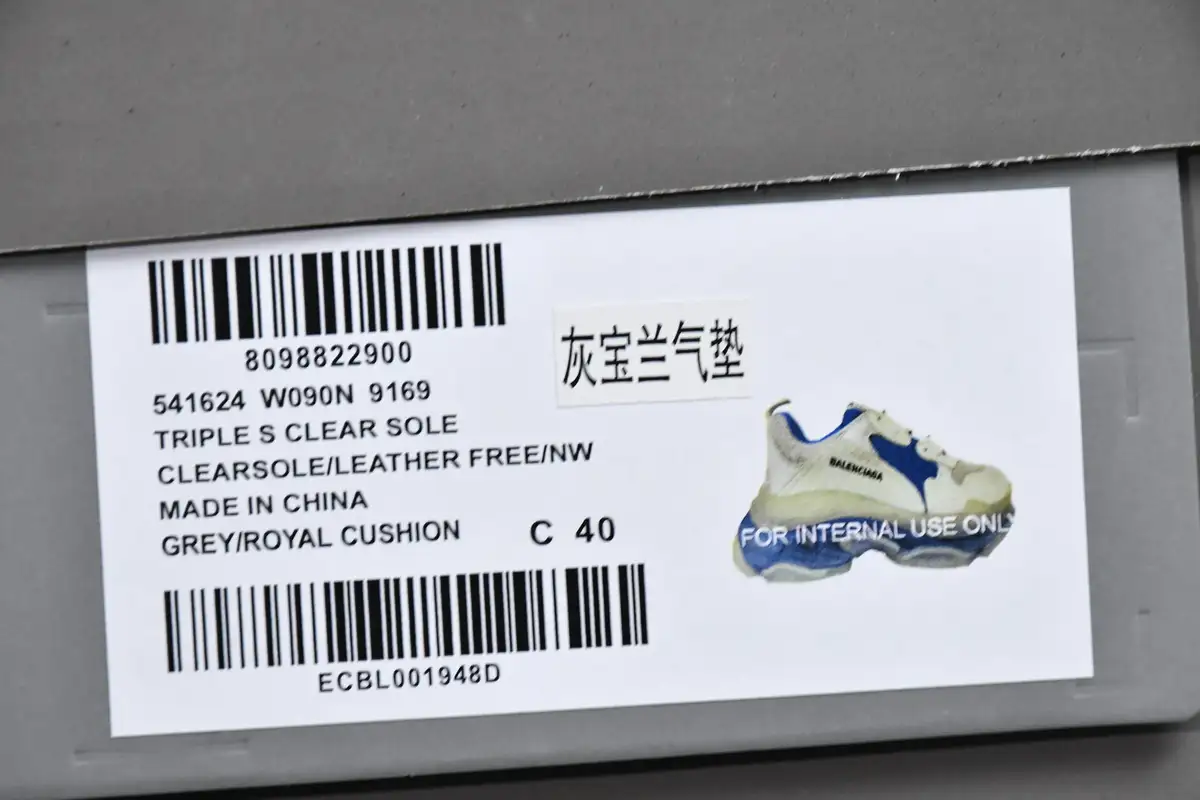 8098822900
541624 W090N 9169
TRIPLE S CLEAR SOLE
CLEARSOLE/LEATHER FREE/NW
MADE IN CHINA
GREY/ROYAL CUSHION C 40
ECBL001948D
灰宝兰气垫
BALENCIAGA
FOR INTERNAL USE ONLY